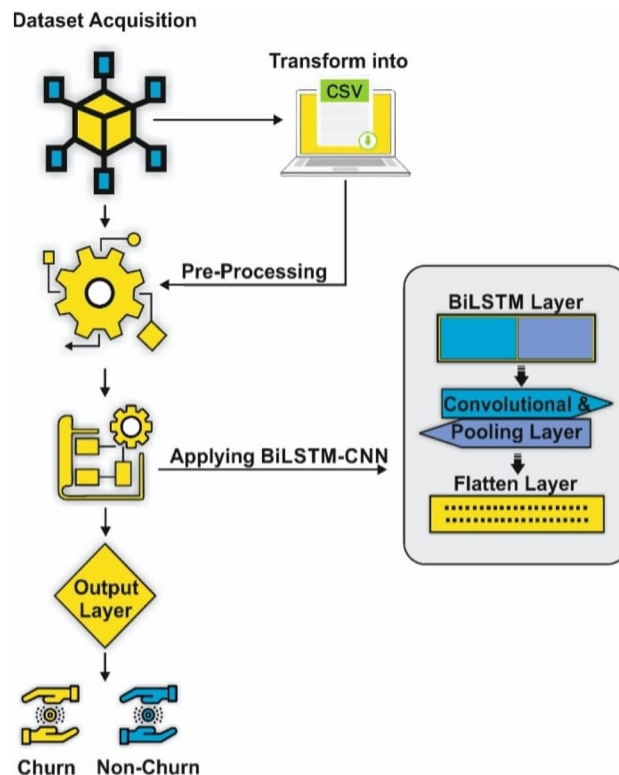 Dataset Acquisition
Transform into
CSV
Pre-Processing
BiLSTM Layer
Convolutional &
Pooling Layer
Applying BiLSTM-CNN
Flatten Layer
Output
Layer
Churn Non-Churn